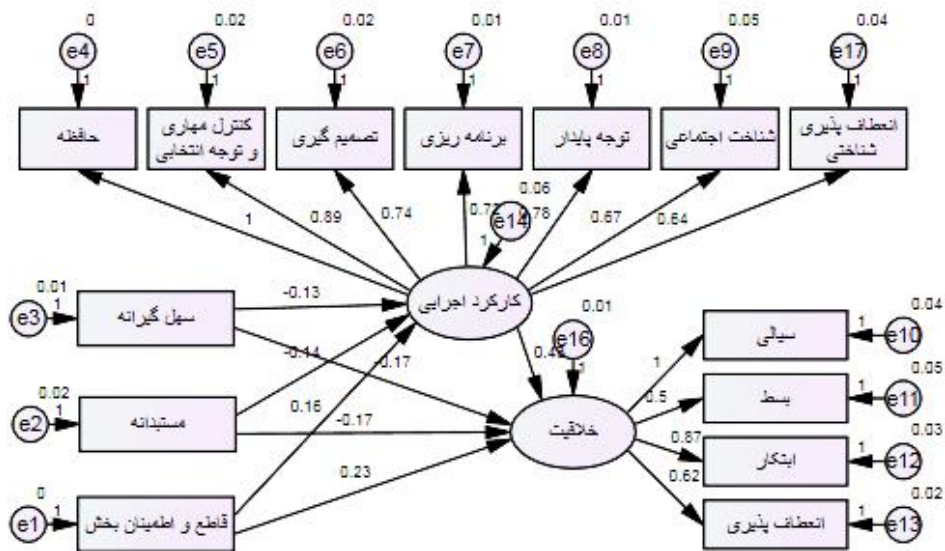 0 0.02 0.02 0.01 0.01 0.05 0.04
e4 e5 e6 e7 e8 e9 e17
1 1 1 1 1 1 1
حافظه
کنترل مهاری
و توجه انتخابی
تصمیم گیری
برنامه ریزی
توجه پایدار
شناخت اجتماعی
انعطاف پذیری
شناختی
1 0.89 0.74 0.78 0.67 0.64
0.06
e14
1
کارکرد اجرایی
0.01
e3
1
سهل گیرانه
-0.13
-0.14
-0.17
0.02
e2
1
مستبدانه
0.16
-0.17
0
e1
1
قاطع و اطمینان بخش
0.23
0.01
e16
1
خلاقیت
1
0.5
0.87
0.62
سیالی
1
e10
0.04
بسط
1
e11
0.05
ابتکار
1
e12
0.03
انعطاف پذیری
1
e13
0.02